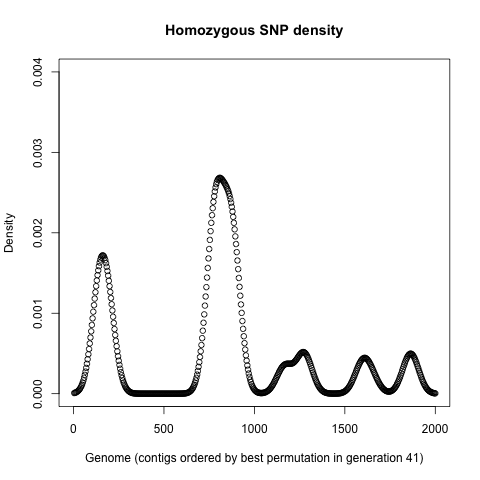 Homozygous SNP density
0.004
0.003
0.002
0.001
0.000
Density
0 500 1000 1500 2000
Genome (contigs ordered by best permutation in generation 41)